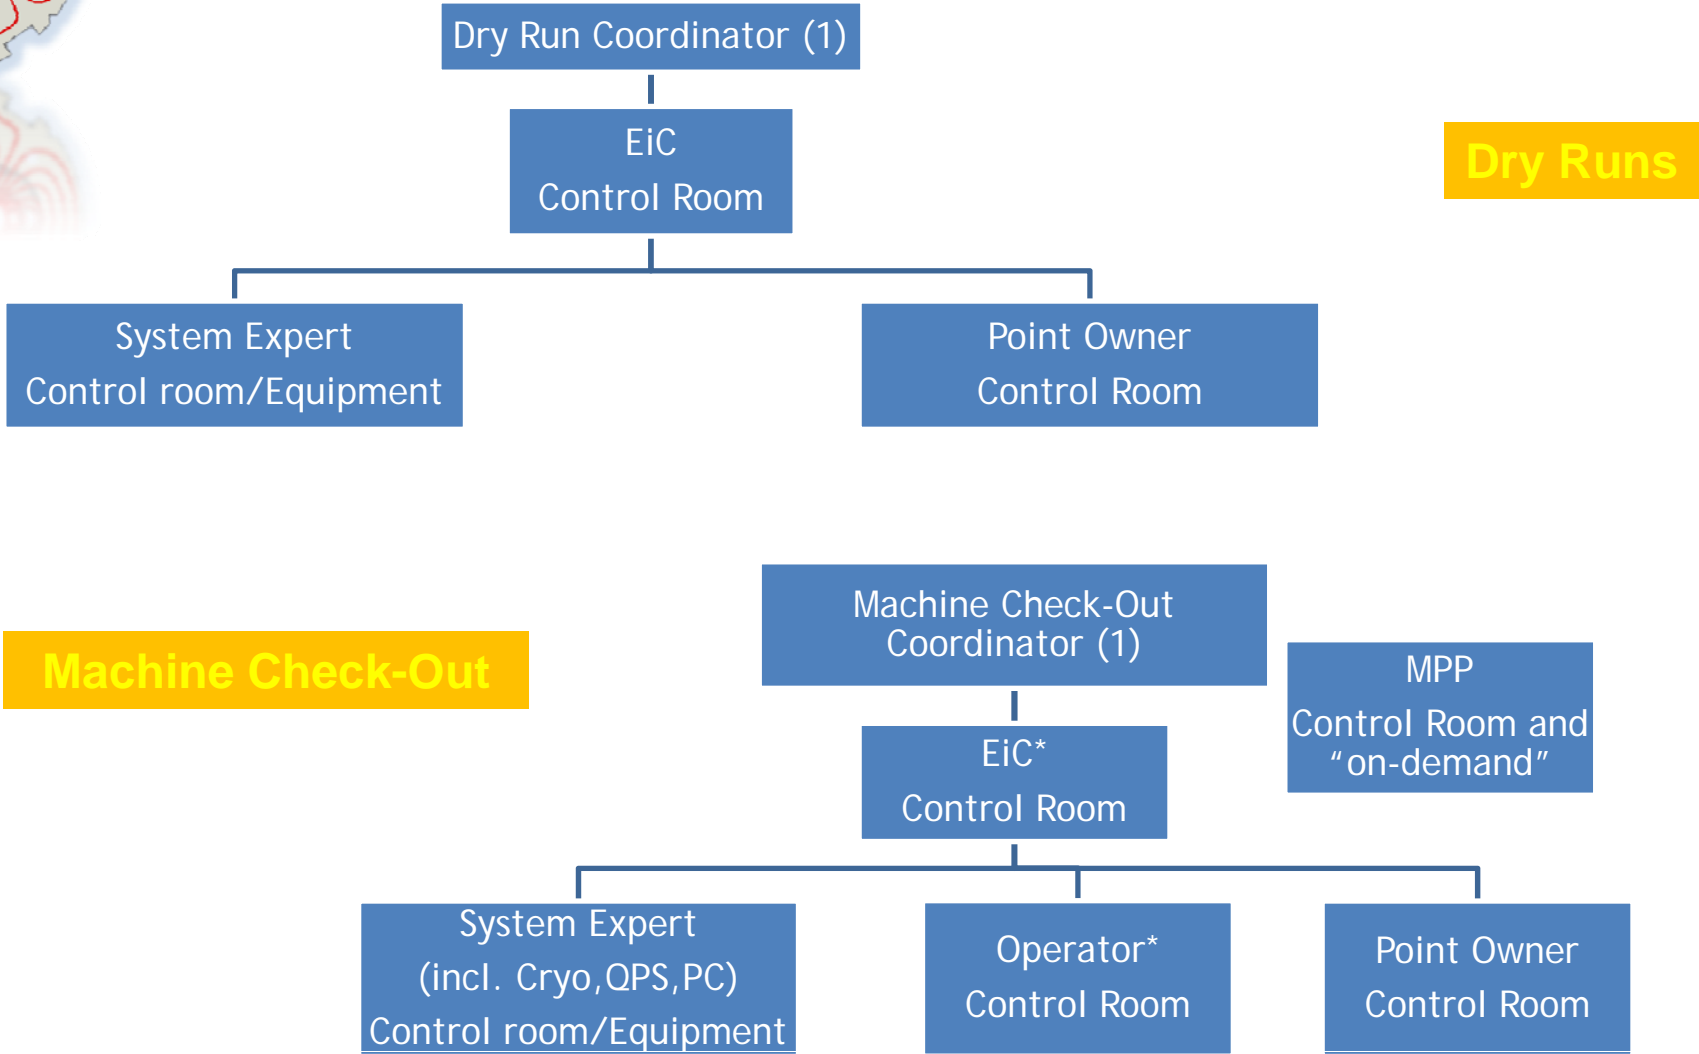 Dry Run Coordinator (1)
EiC
Control Room
Dry Runs
System Expert
Control room/Equipment
Point Owner
Control Room
Machine Check-Out
Coordinator (1)
Machine Check-Out
MPP
Control Room and
“on-demand”
EiC*
Control Room
System Expert
(incl. Cryo,QPS,PC)
Control room/Equipment
Operator*
Control Room
Point Owner
Control Room